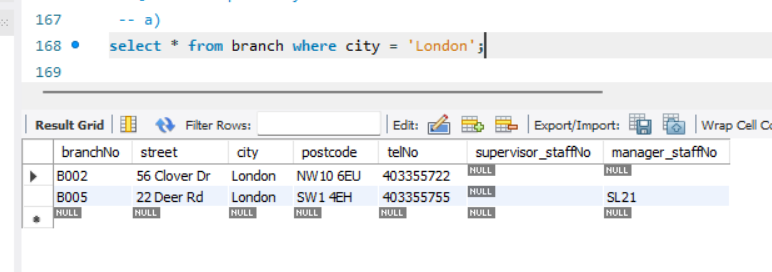 167 -- a)
168 select * from branch where city = 'London';
169
Result Grid Filter Rows: Edit: Export/Import: Wrap Cell Co
branchNo street city postcode telNo supervisor_staffNo manager_staffNo
B002 56 Clover Dr London NW10 6EU 403355722 NULL NULL
B005 22 Deer Rd London SW1 4EH 403355755 NULL SL21
NULL NULL NULL NULL NULL NULL NULL